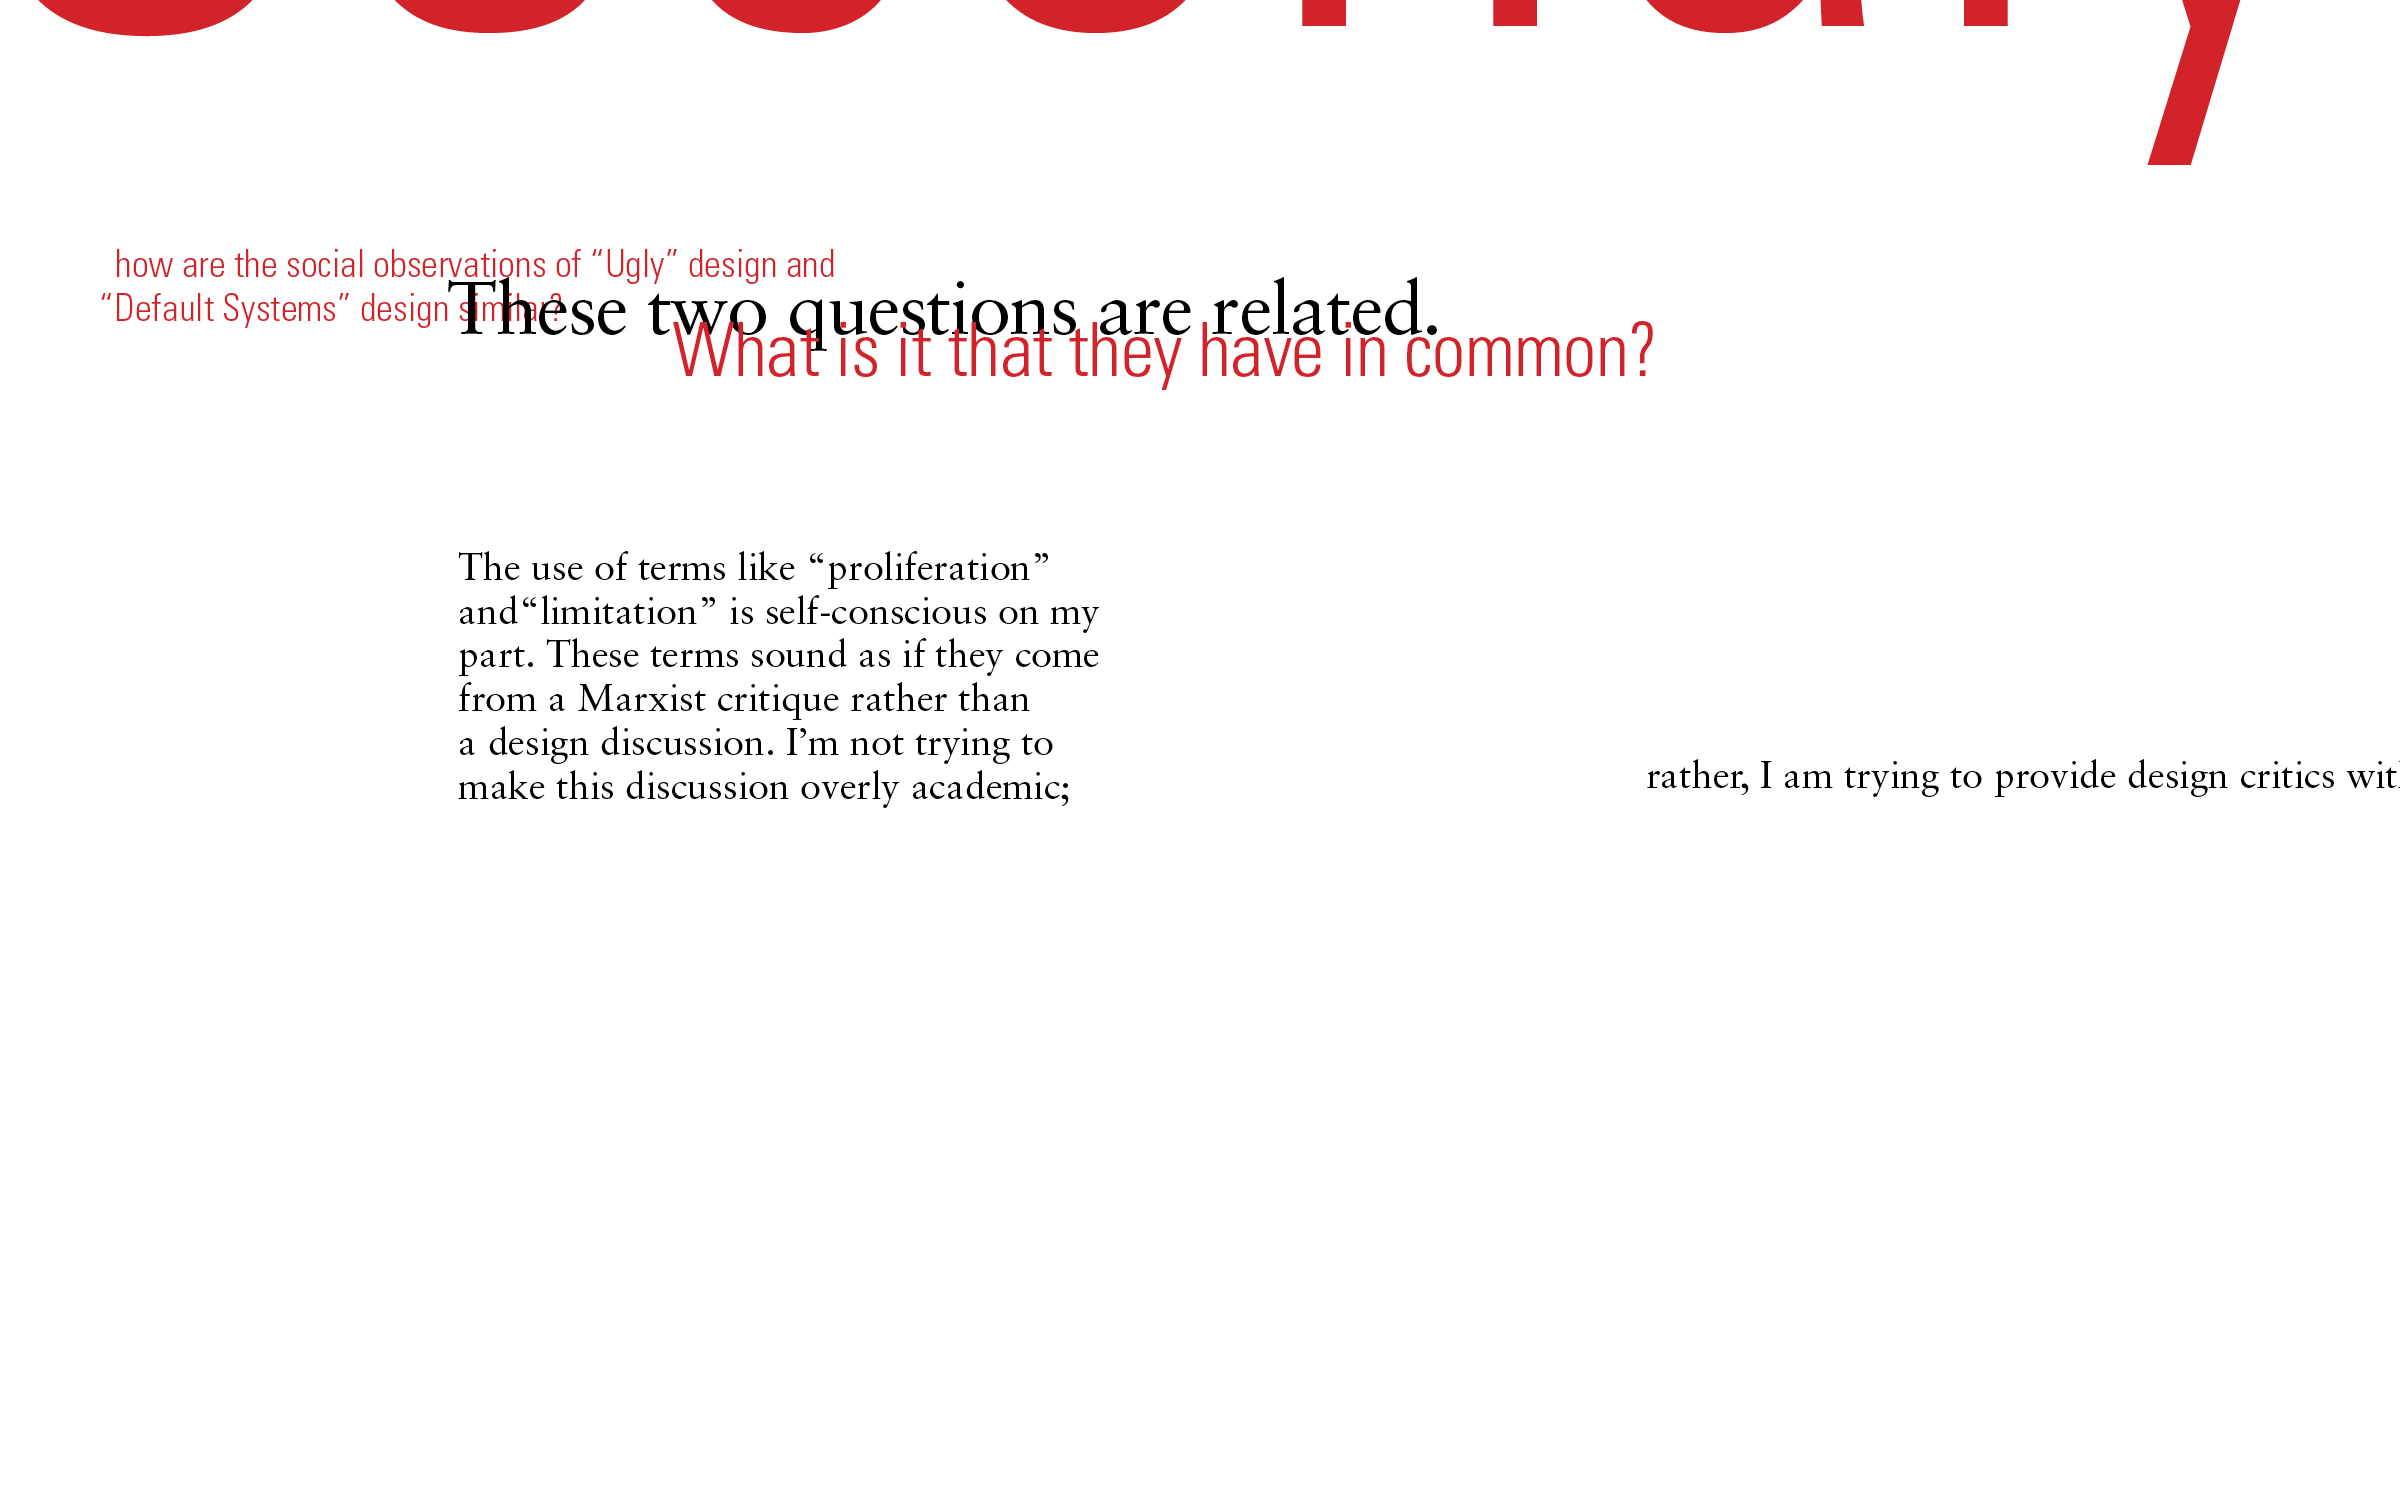 how are the social observations of “Ugly” design and
“Default Systems” design similar?
These two questions are related.
What is it that they have in common?
The use of terms like “proliferation”
and“limitation” is self-conscious on my
part. These terms sound as if they come
from a Marxist critique rather than
a design discussion. I’m not trying to
make this discussion overly academic;
rather, I am trying to provide design critics